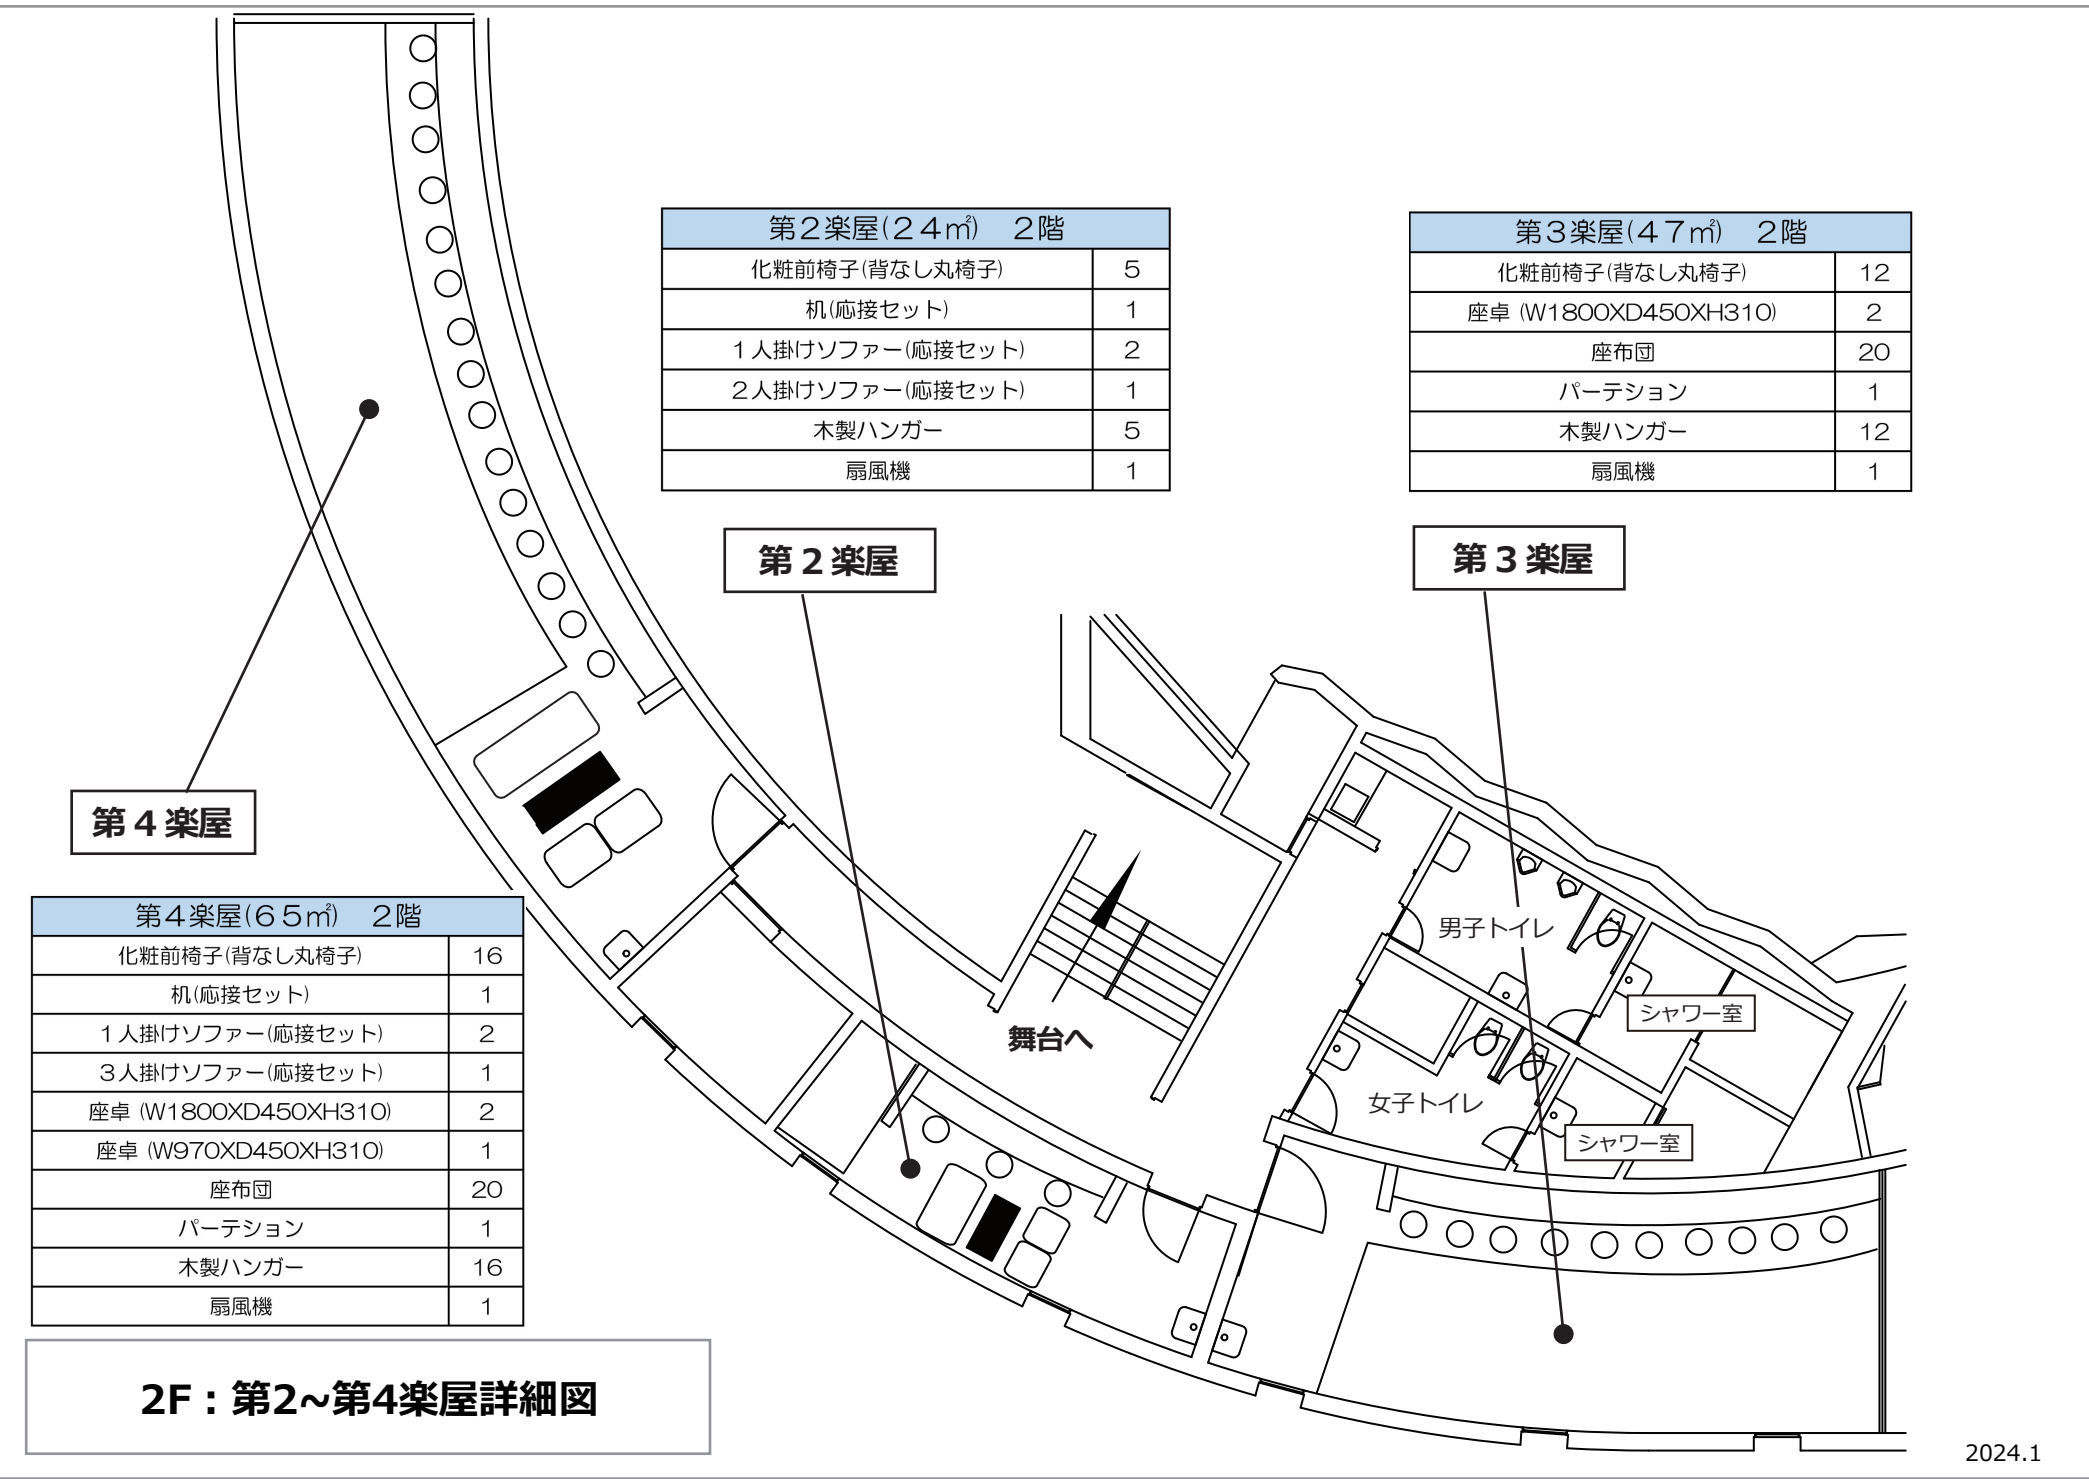 第２楽屋(２４㎡)　２階
化粧前椅子(背なし丸椅子) 5
机(応接セット) 1
１人掛けソファー(応接セット) 2
２人掛けソファー(応接セット) 1
木製ハンガー 5
扇風機 1
第３楽屋(４７㎡)　２階
化粧前椅子(背なし丸椅子) 12
座卓 (W1800XD450XH310) 2
座布団 20
パーテション 1
木製ハンガー 12
扇風機 1
第２楽屋
第３楽屋
第４楽屋
第４楽屋(６５㎡)　２階
化粧前椅子(背なし丸椅子) 16
机(応接セット) 1
１人掛けソファー(応接セット) 2
３人掛けソファー(応接セット) 1
座卓 (W1800XD450XH310) 2
座卓 (W970XD450XH310) 1
座布団 20
パーテション 1
木製ハンガー 16
扇風機 1
男子トイレ
シャワー室
舞台へ
女子トイレ
シャワー室
2F：第2~第4楽屋詳細図
2024.1